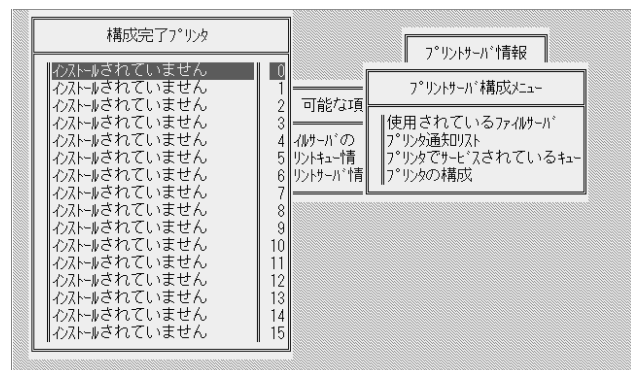 構成完了プリンタ
インストールされていません 0
インストールされていません 1
インストールされていません 2
インストールされていません 3
インストールされていません 4
インストールされていません 5
インストールされていません 6
インストールされていません 7
インストールされていません 8
インストールされていません 9
インストールされていません 10
インストールされていません 11
インストールされていません 12
インストールされていません 13
インストールされていません 14
インストールされていません 15
可能な項
イルサーバの
リントキュー情
リントサーバ情
プリントサーバ情報
プリントサーバ構成メニュー
使用されているファイルサーバ
プリンタ通知リスト
プリンタでサービスされているキュー
プリンタの構成